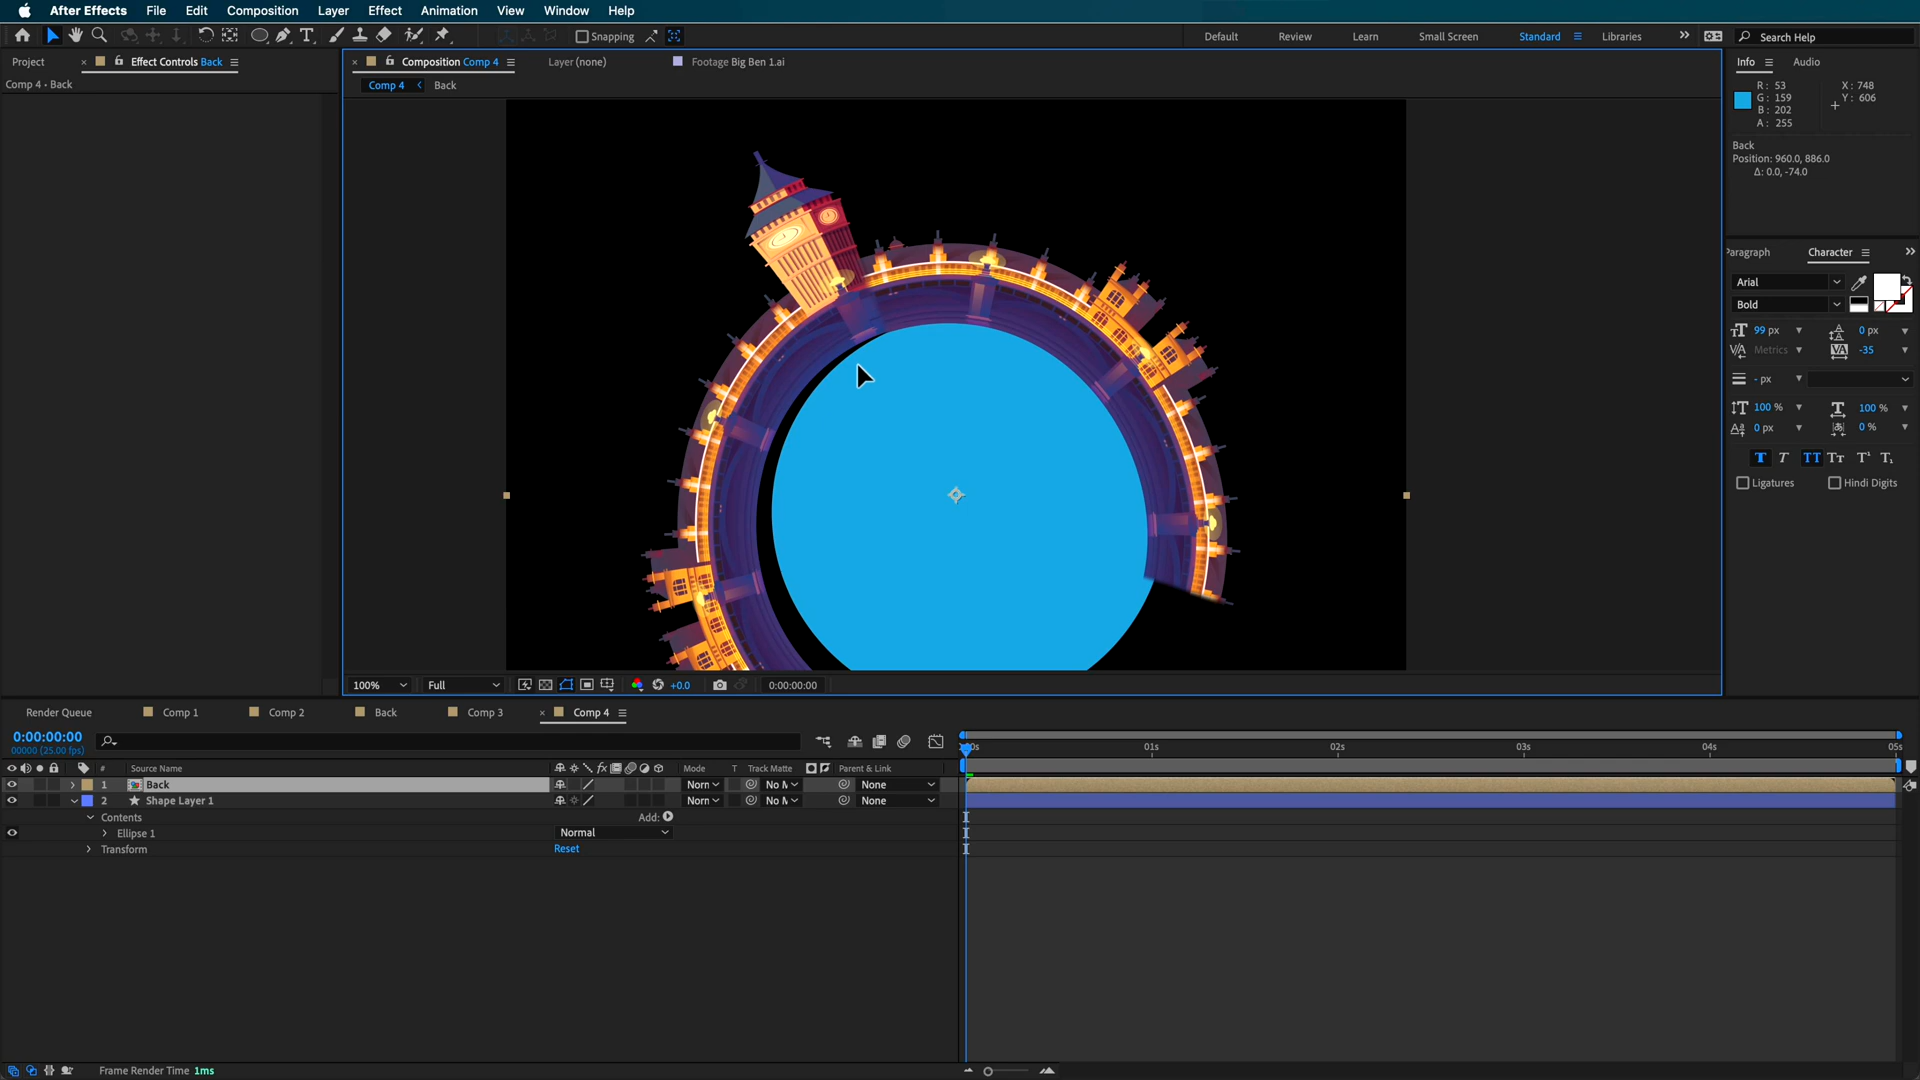 After Effects File Edit Composition Layer Effect Animation View Window Help
Snapping Default Review Learn Small Screen Standard Libraries Search Help
Project Effect Controls Back Composition Comp 4 Layer (none) Footage Big Ben 1.ai Info Audio
Comp 4 • Back Comp 4 Back
R: 53 X: 748
G: 159 Y: 606
B: 202
A: 255
Back
Position: 960.0, 886.0
Δ: 0.0, -74.0
Paragraph Character
Arial
Bold
99 px 0 px
Metrics -35
- px
100 % 100 %
0 px 0 %
T T TT Tт T¹ T₁
Ligatures Hindi Digits
100% Full +0.0 0:00:00:00
Render Queue Comp 1 Comp 2 Back Comp 3 Comp 4
0:00:00:00
00000 (25.00 fps)
01s 02s 03s 04s 05s
# Source Name Mode T Track Matte Parent & Link
1 Back Norn None
2 Shape Layer 1 Norn None
Contents Add:
Ellipse 1 Normal
Transform Reset
Frame Render Time 1ms